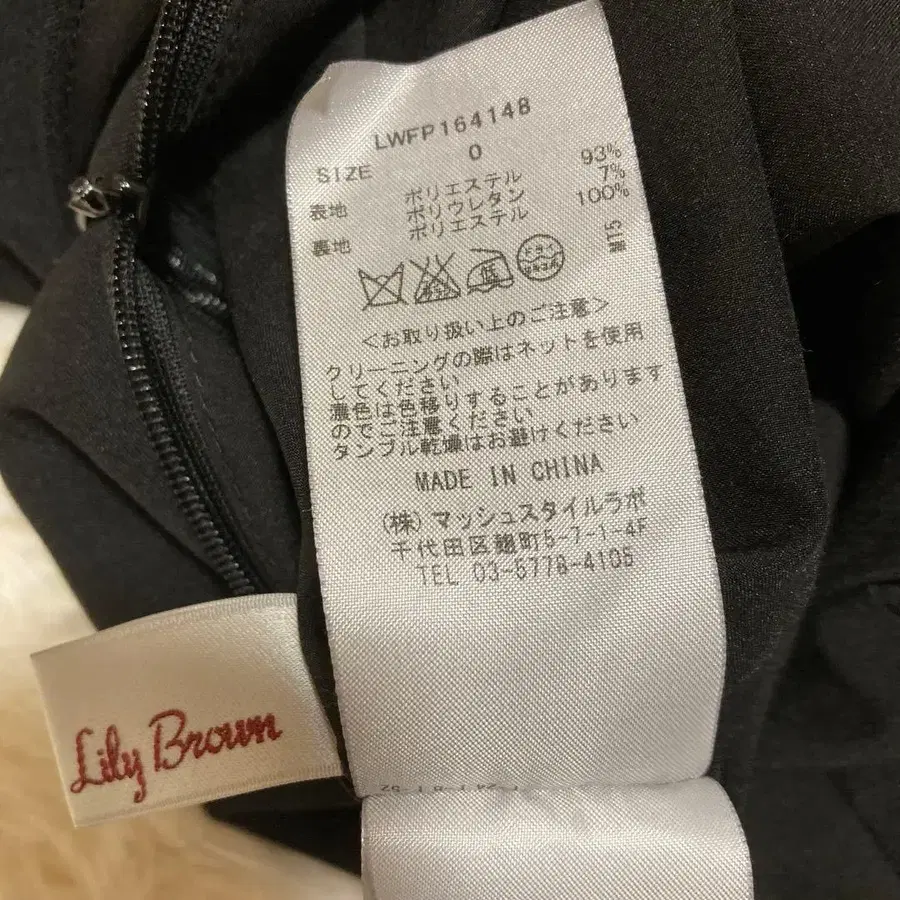 LWFP164148
SIZE 0
表地 ポリエステル 93%
ポリウレタン 7%
裏地 ポリエステル 100%
M15
<お取り扱い上のご注意>
クリーニングの際はネットを使用
してください
濃色は色移りすることがあります
のでご注意ください
タンブル乾燥はお避けください
MADE IN CHINA
(株)マッシュスタイルラボ
千代田区麹町5-7-1-4F
TEL 03-5778-4105
Lily Brown